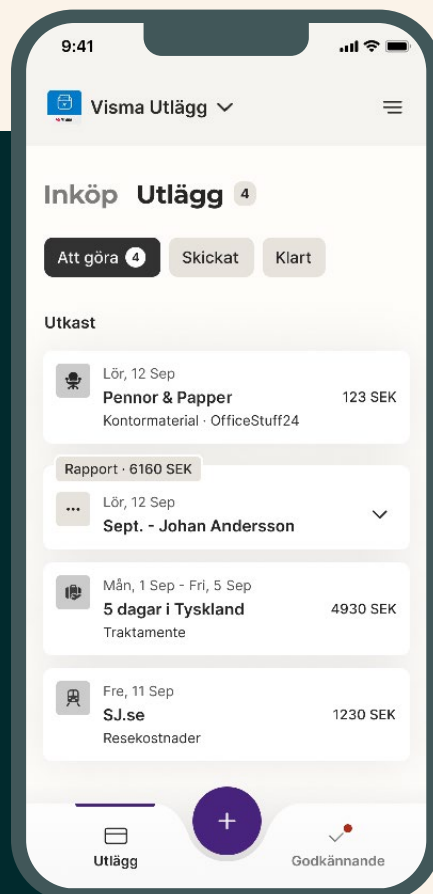 9:41
Visma Utlägg
Inköp Utlägg 4
Att göra 4 Skickat Klart
Utkast
Lör, 12 Sep
Pennor & Papper 123 SEK
Kontormaterial · OfficeStuff24
Rapport · 6160 SEK
Lör, 12 Sep
Sept. - Johan Andersson
Mån, 1 Sep - Fri, 5 Sep
5 dagar i Tyskland 4930 SEK
Traktamente
Fre, 11 Sep
SJ.se 1230 SEK
Resekostnader
Utlägg Godkännande